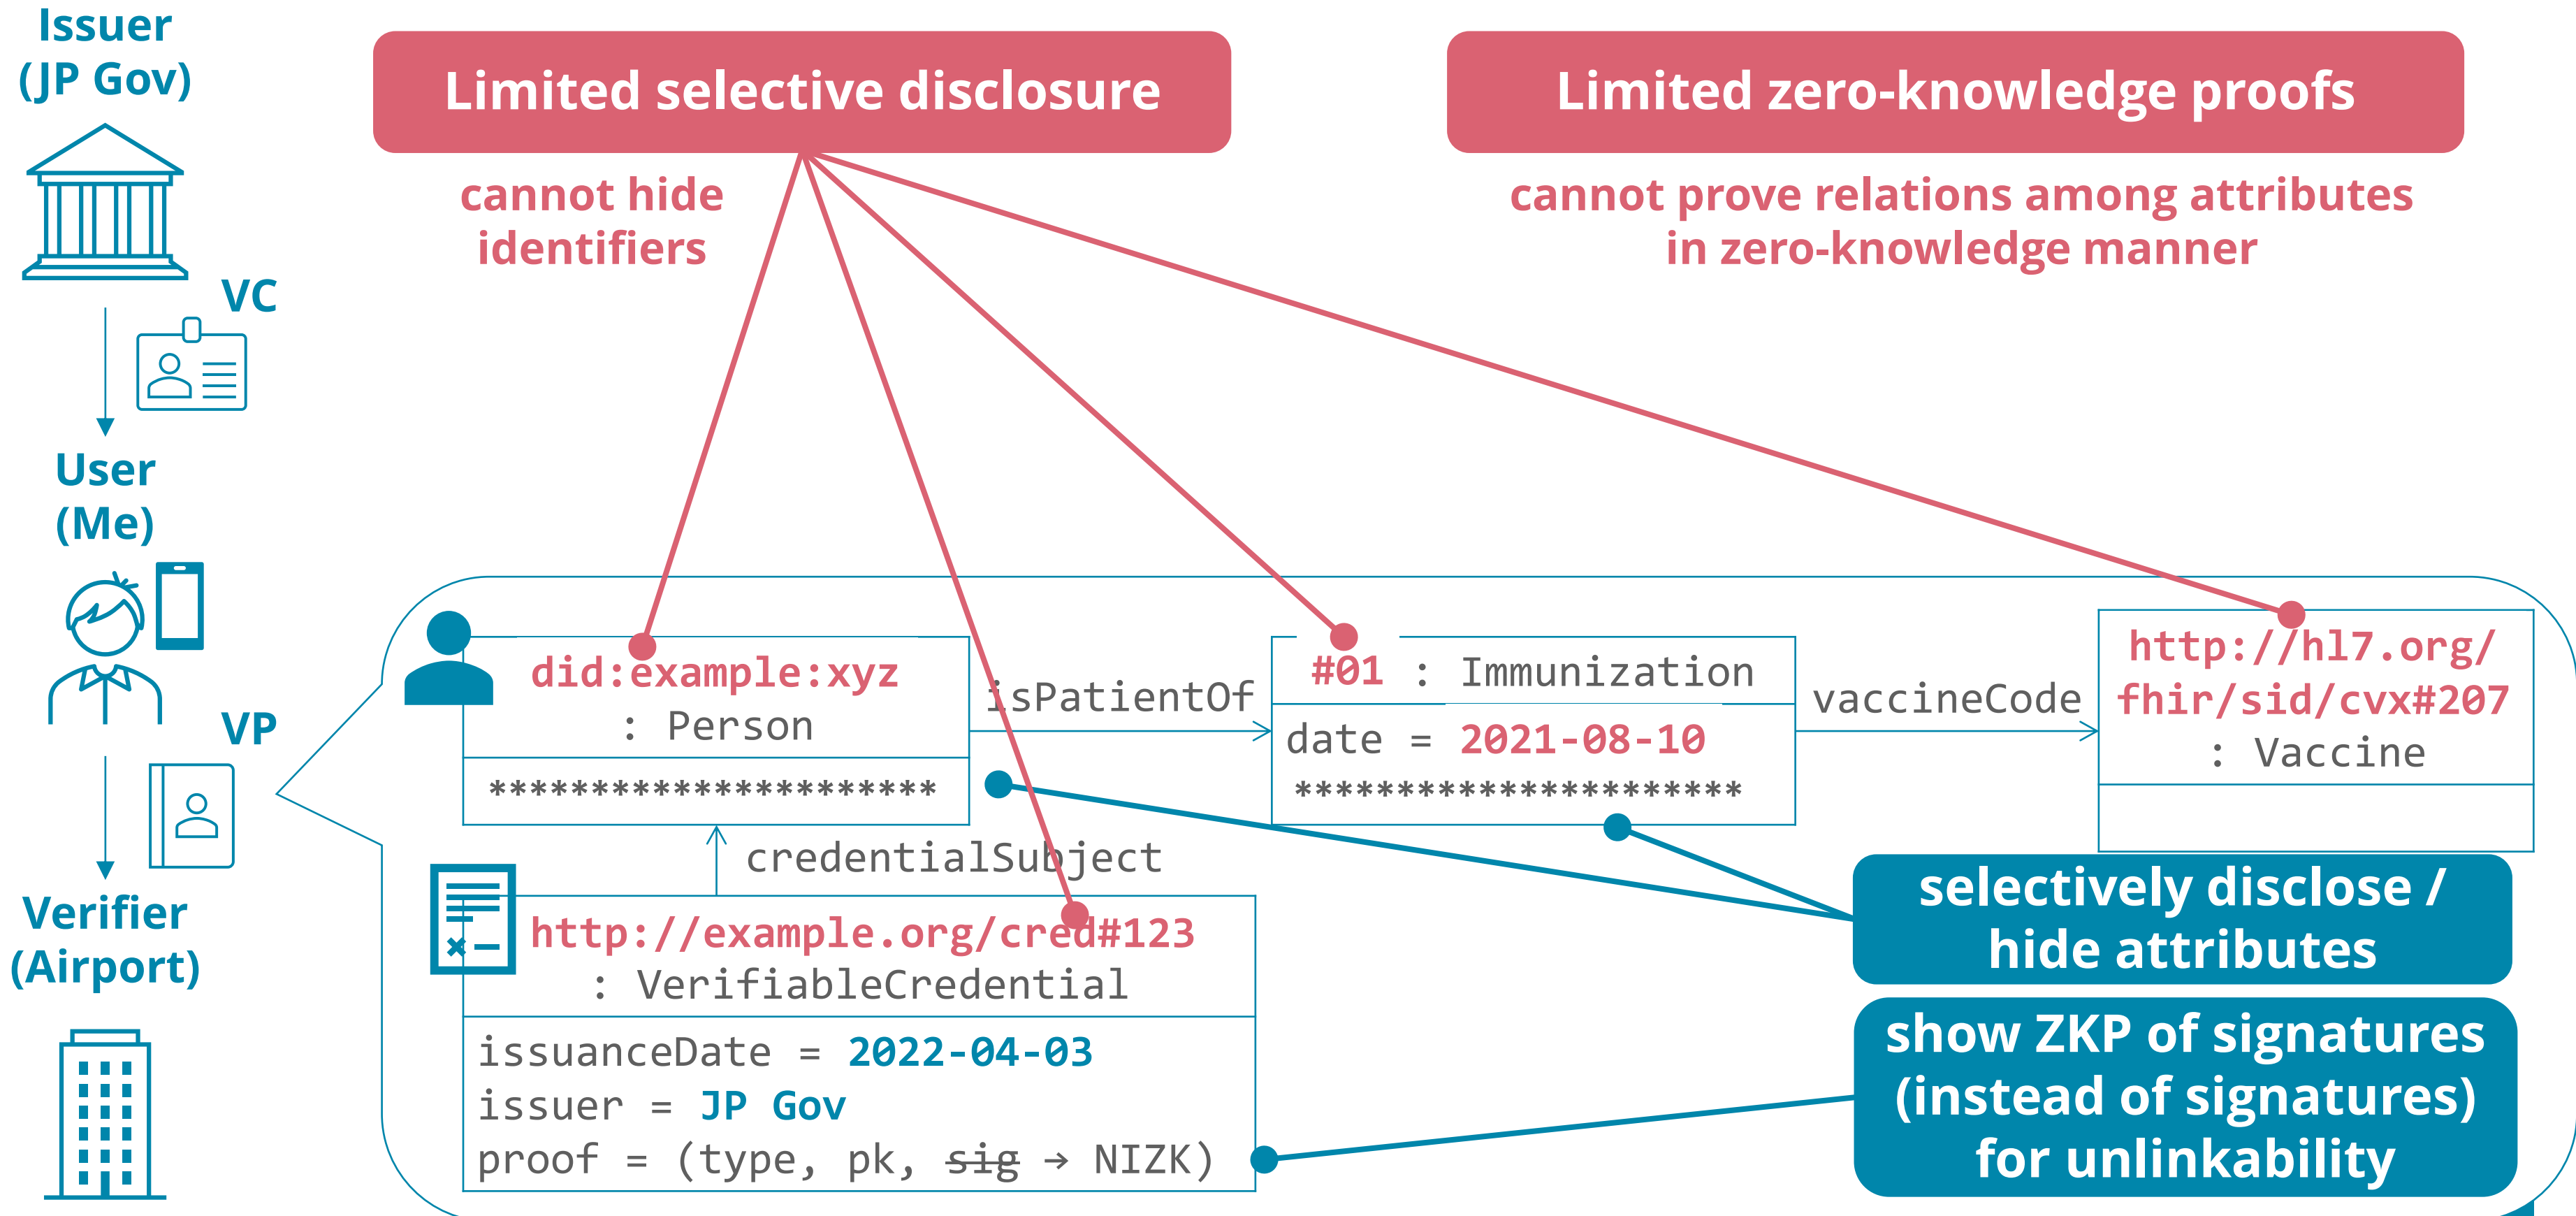 Issuer
(JP Gov)
VC
User
(Me)
VP
Verifier
(Airport)
Limited selective disclosure
cannot hide
identifiers
Limited zero-knowledge proofs
cannot prove relations among attributes
in zero-knowledge manner
did:example:xyz
: Person
**********************
isPatientOf
#01 : Immunization
date = 2021-08-10
**********************
vaccineCode
http://hl7.org/
fhir/sid/cvx#207
: Vaccine
credentialSubject
http://example.org/cred#123
: VerifiableCredential
issuanceDate = 2022-04-03
issuer = JP Gov
proof = (type, pk, sig → NIZK)
selectively disclose /
hide attributes
show ZKP of signatures
(instead of signatures)
for unlinkability